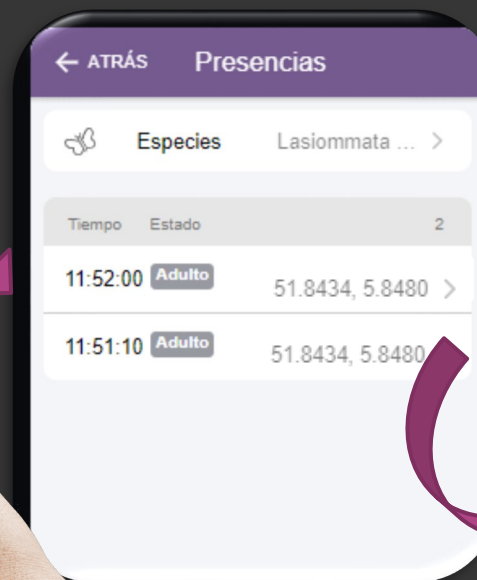 ← ATRÁS Presencias
Especies Lasiommata ... >
Tiempo Estado 2
11:52:00 Adulto 51.8434, 5.8480 >
11:51:10 Adulto 51.8434, 5.8480